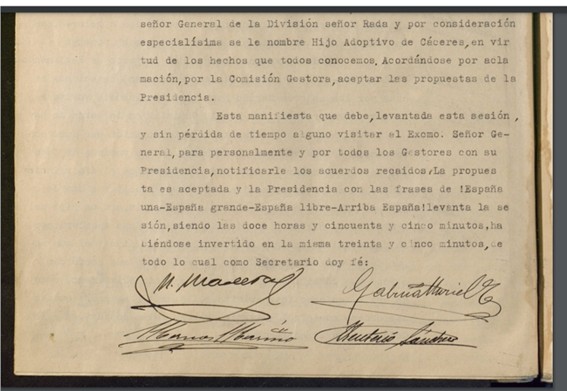 señor General de la División señor Rada y por consideración
especialísima se le nombre Hijo Adoptivo de Cáceres,en vir
tud de los hechos que todos conocemos.Acordándose por acla
mación,por la Comisión Gestora,aceptar las propuestas de la
Presidencia.
Esta manifiesta que debe,levantada esta sesión,
y sin pérdida de tiempo alguno visitar al Excmo. Señor Ge-
neral,para personalmente y por todos los Gestores con su
Presidencia,notificarle los acuerdos recaidos.La propues
ta es aceptada y la Presidencia con las frases de !España
una-España grande-España libre-Arriba España!levanta la se
sión,siendo las doce horas y cincuenta y cinco minutos,ha
biéndose invertido en la misma treinta y cinco minutos,de
todo lo cual como Secretario doy fé: